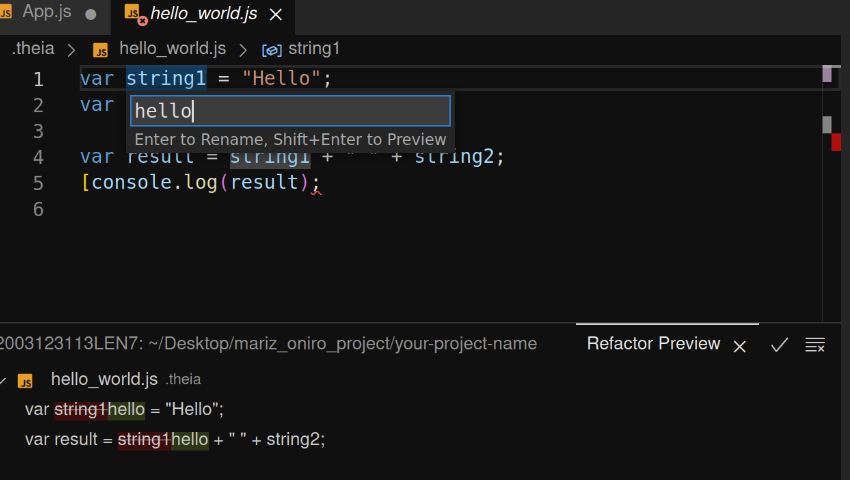 JS App.js
JS hello_world.js
.theia JS hello_world.js string1
1 var string1 = "Hello";
2 var
hello
Enter to Rename, Shift+Enter to Preview
3
4 var result = string1 + " " + string2;
5 [console.log(result);
6
2003123113LEN7: ~/Desktop/mariz_oniro_project/your-project-name Refactor Preview
JS hello_world.js .theia
var string1hello = "Hello";
var result = string1hello + " " + string2;